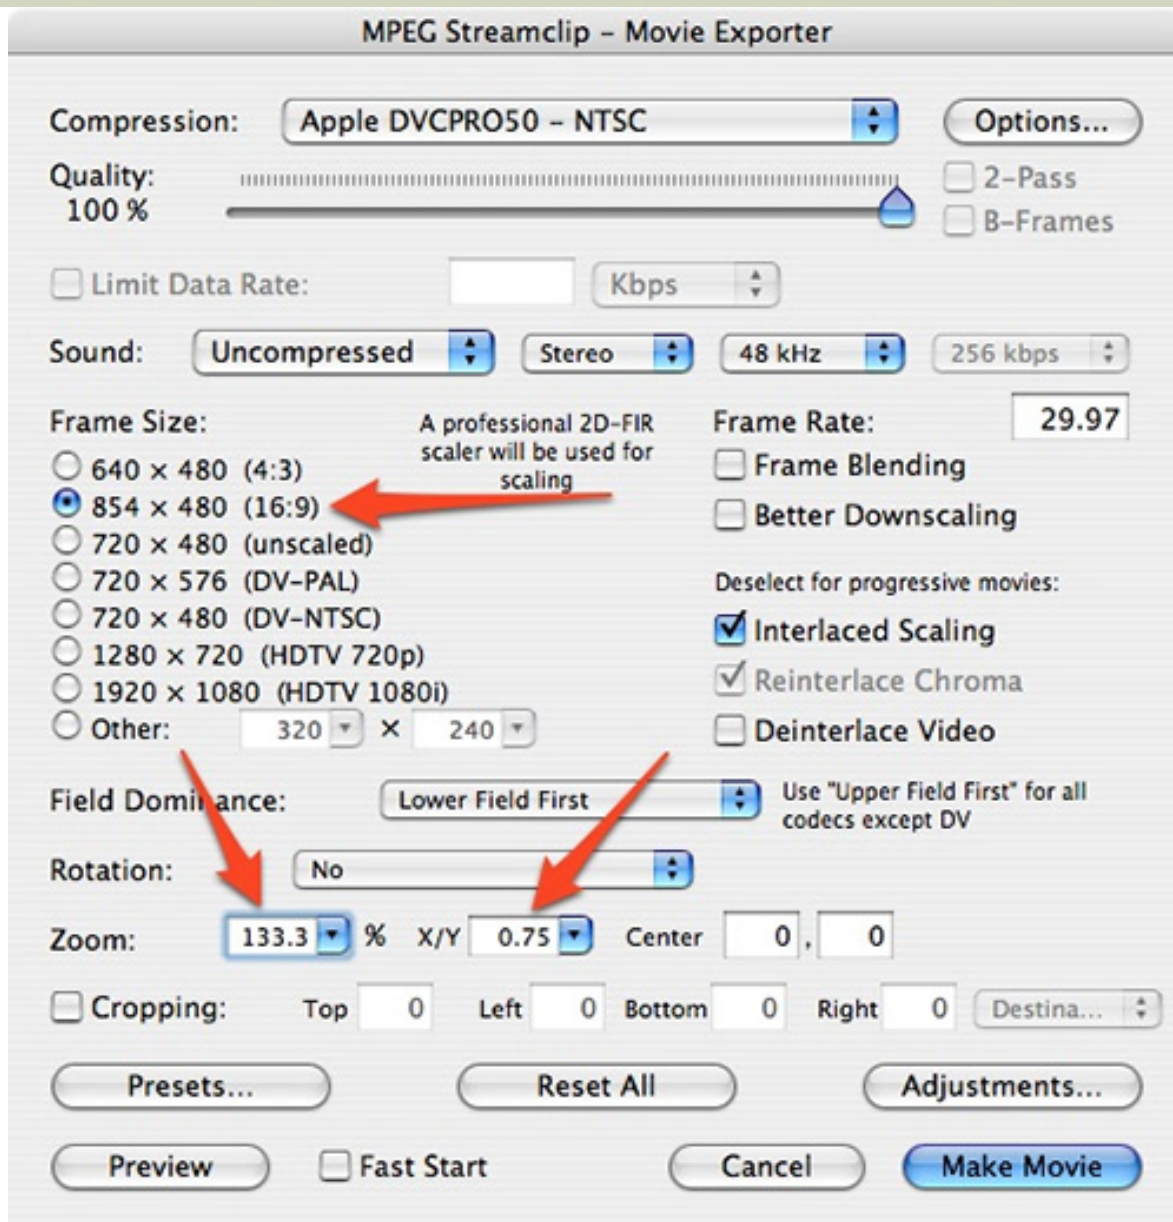 MPEG Streamclip – Movie Exporter
Compression: Apple DVCPRO50 – NTSC Options...
Quality: 2-Pass
100 % B-Frames
Limit Data Rate: Kbps
Sound: Uncompressed Stereo 48 kHz 256 kbps
Frame Size: A professional 2D-FIR scaler will be used for scaling Frame Rate: 29.97
640 × 480 (4:3) Frame Blending
854 × 480 (16:9) Better Downscaling
720 × 480 (unscaled)
720 × 576 (DV-PAL) Deselect for progressive movies:
720 × 480 (DV-NTSC) Interlaced Scaling
1280 × 720 (HDTV 720p)
1920 × 1080 (HDTV 1080i) Reinterlace Chroma
Other: 320 × 240 Deinterlace Video
Field Dominance: Lower Field First Use "Upper Field First" for all
codecs except DV
Rotation: No
Zoom: 133.3 % X/Y 0.75 Center 0 , 0
Cropping: Top 0 Left 0 Bottom 0 Right 0 Destina...
Presets... Reset All Adjustments...
Preview Fast Start Cancel Make Movie